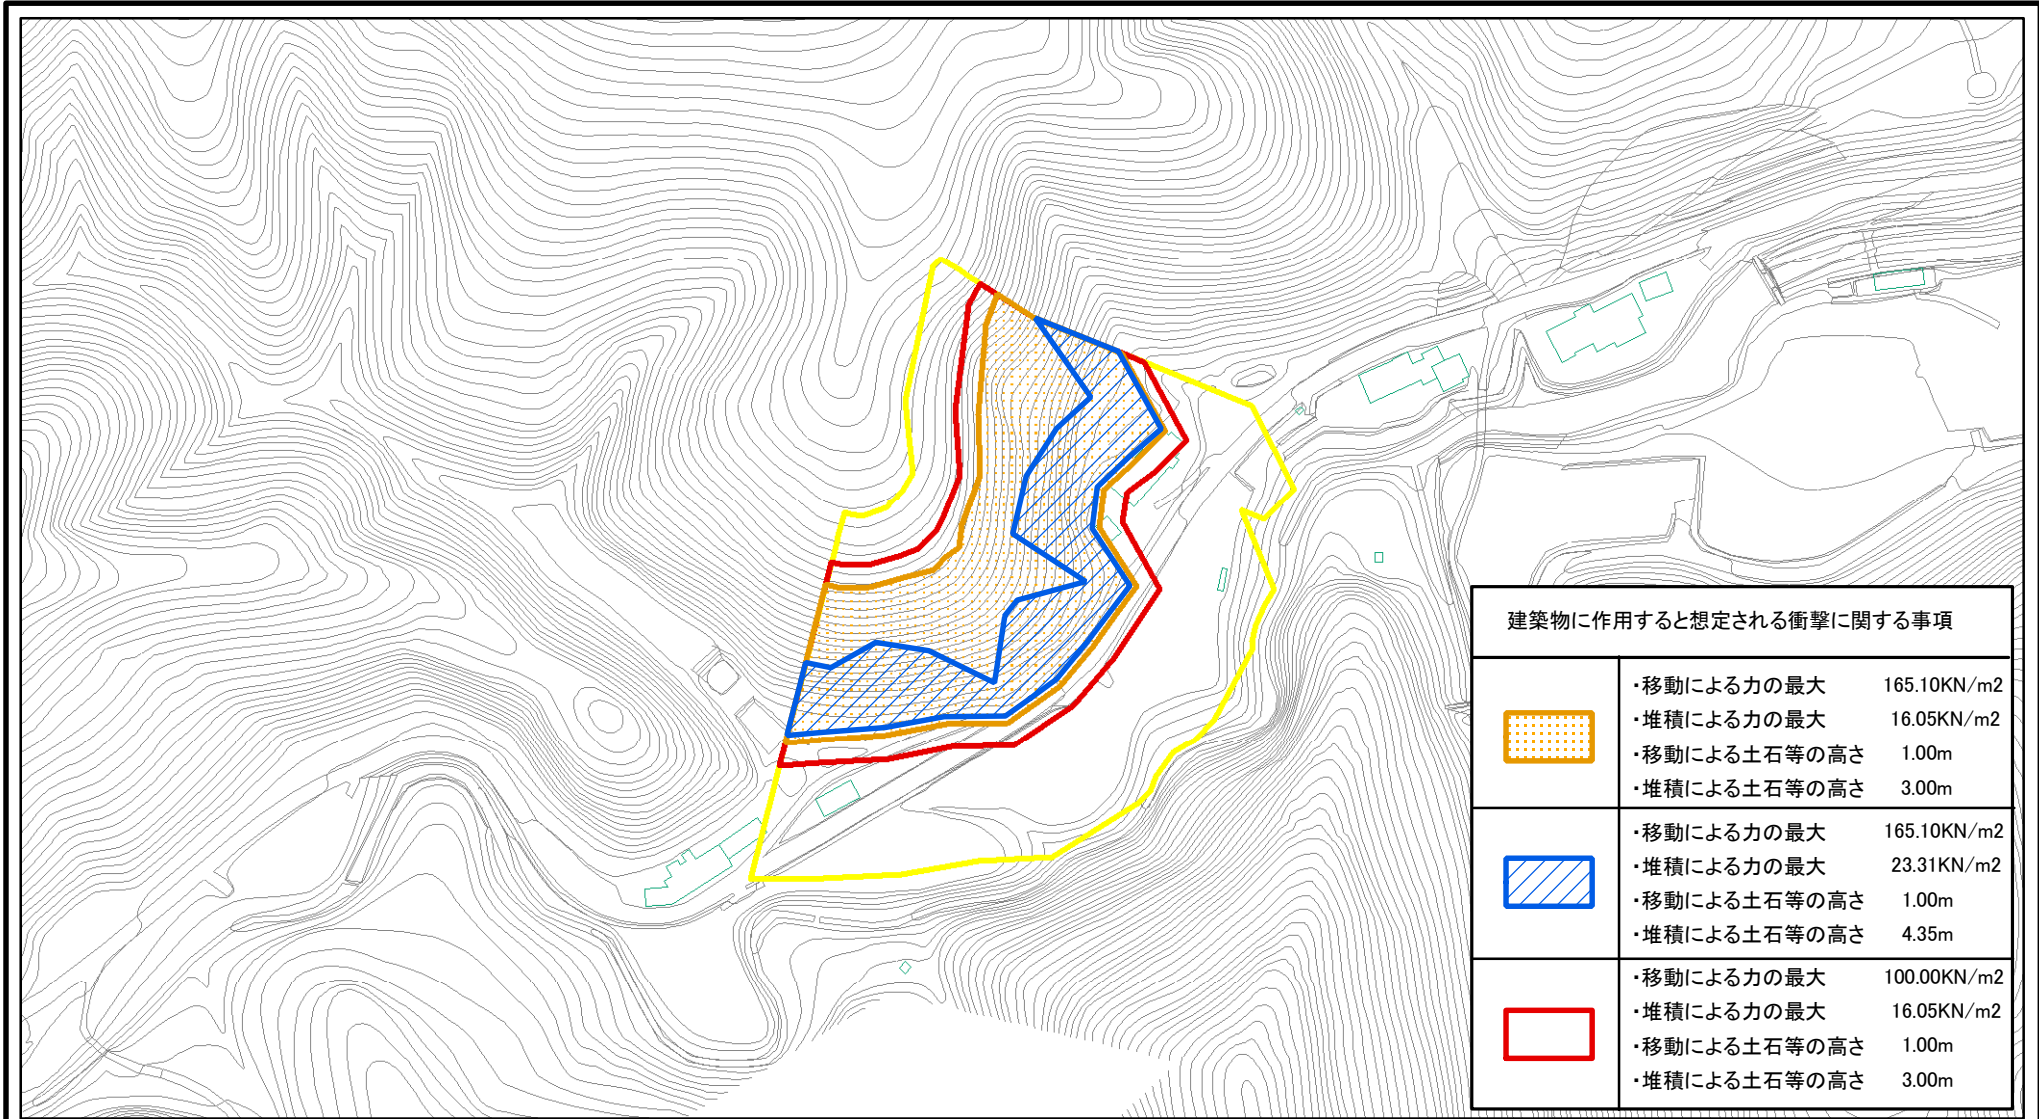 建築物に作用すると想定される衝撃に関する事項
・移動による力の最大 165.10KN/m2
・堆積による力の最大 16.05KN/m2
・移動による土石等の高さ 1.00m
・堆積による土石等の高さ 3.00m
・移動による力の最大 165.10KN/m2
・堆積による力の最大 23.31KN/m2
・移動による土石等の高さ 1.00m
・堆積による土石等の高さ 4.35m
・移動による力の最大 100.00KN/m2
・堆積による力の最大 16.05KN/m2
・移動による土石等の高さ 1.00m
・堆積による土石等の高さ 3.00m